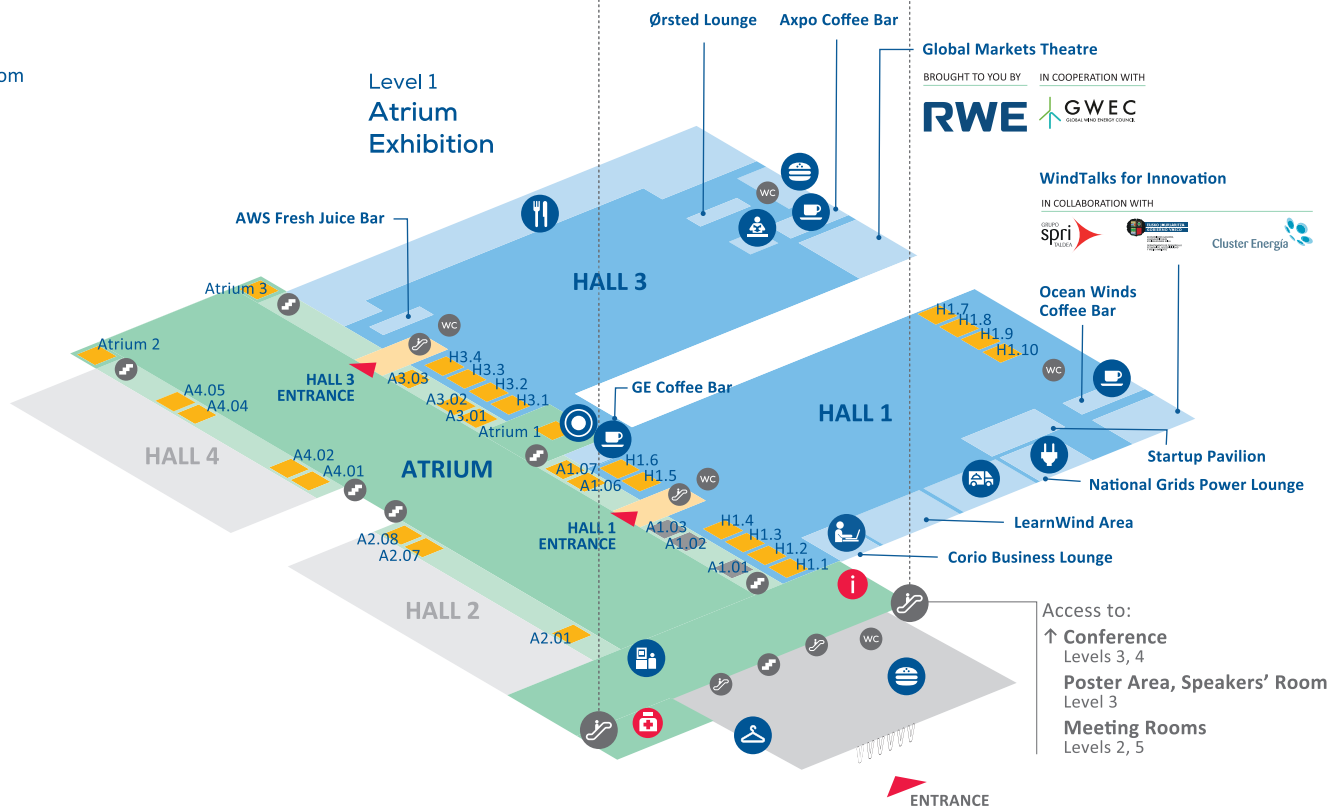 om
Level 1
Atrium
Exhibition
Ørsted Lounge
Axpo Coffee Bar
Global Markets Theatre
BROUGHT TO YOU BY
IN COOPERATION WITH
RWE
GWEC
GLOBAL WIND ENERGY COUNCIL
WindTalks for Innovation
IN COLLABORATION WITH
GRUPO
spri
TALDEA
Cluster Energía
AWS Fresh Juice Bar
WC
HALL 3
Atrium 3
Ocean Winds
Coffee Bar
H1.7
H1.8
H1.9
H1.10
WC
Atrium 2
WC
HALL 3
ENTRANCE
A3.03
A3.02
A3.01
H3.4
H3.3
H3.2
H3.1
Atrium 1
GE Coffee Bar
HALL 1
A4.05
A4.04
HALL 4
A4.02
A4.01
ATRIUM
A1.07
A1.06
H1.6
H1.5
WC
Startup Pavilion
National Grids Power Lounge
LearnWind Area
Corio Business Lounge
HALL 1
ENTRANCE
A1.03
A1.02
A1.01
H1.4
H1.3
H1.2
H1.1
i
A2.08
A2.07
HALL 2
A2.01
WC
Access to:
↑ Conference
Levels 3, 4
Poster Area, Speakers’ Room
Level 3
Meeting Rooms
Levels 2, 5
ENTRANCE